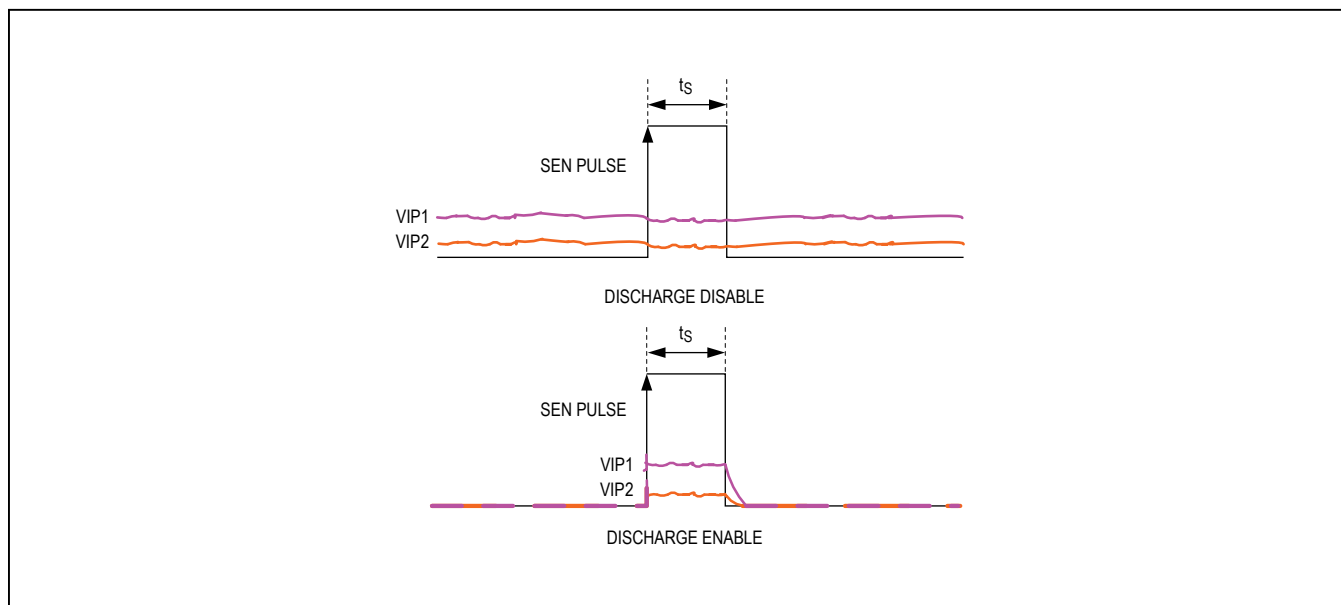 tS
SEN PULSE
VIP1
VIP2
DISCHARGE DISABLE
tS
SEN PULSE
VIP1
VIP2
DISCHARGE ENABLE